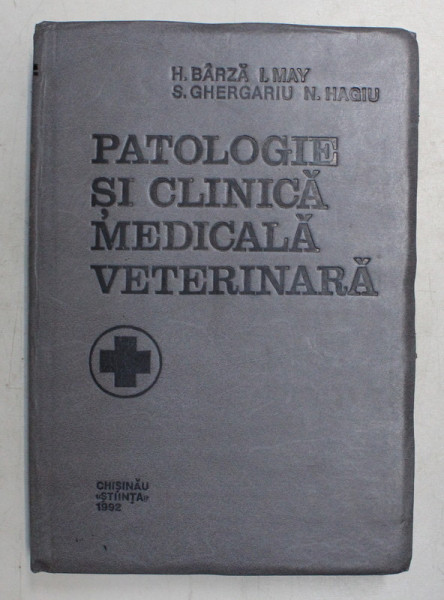 H. BÂRZĂ I. MAY
S. GHERGARIU N. HAGIU
PATOLOGIE
ȘI CLINICĂ
MEDICALĂ
VETERINARĂ
CHIȘINĂU
«ȘTIINȚA»
1992